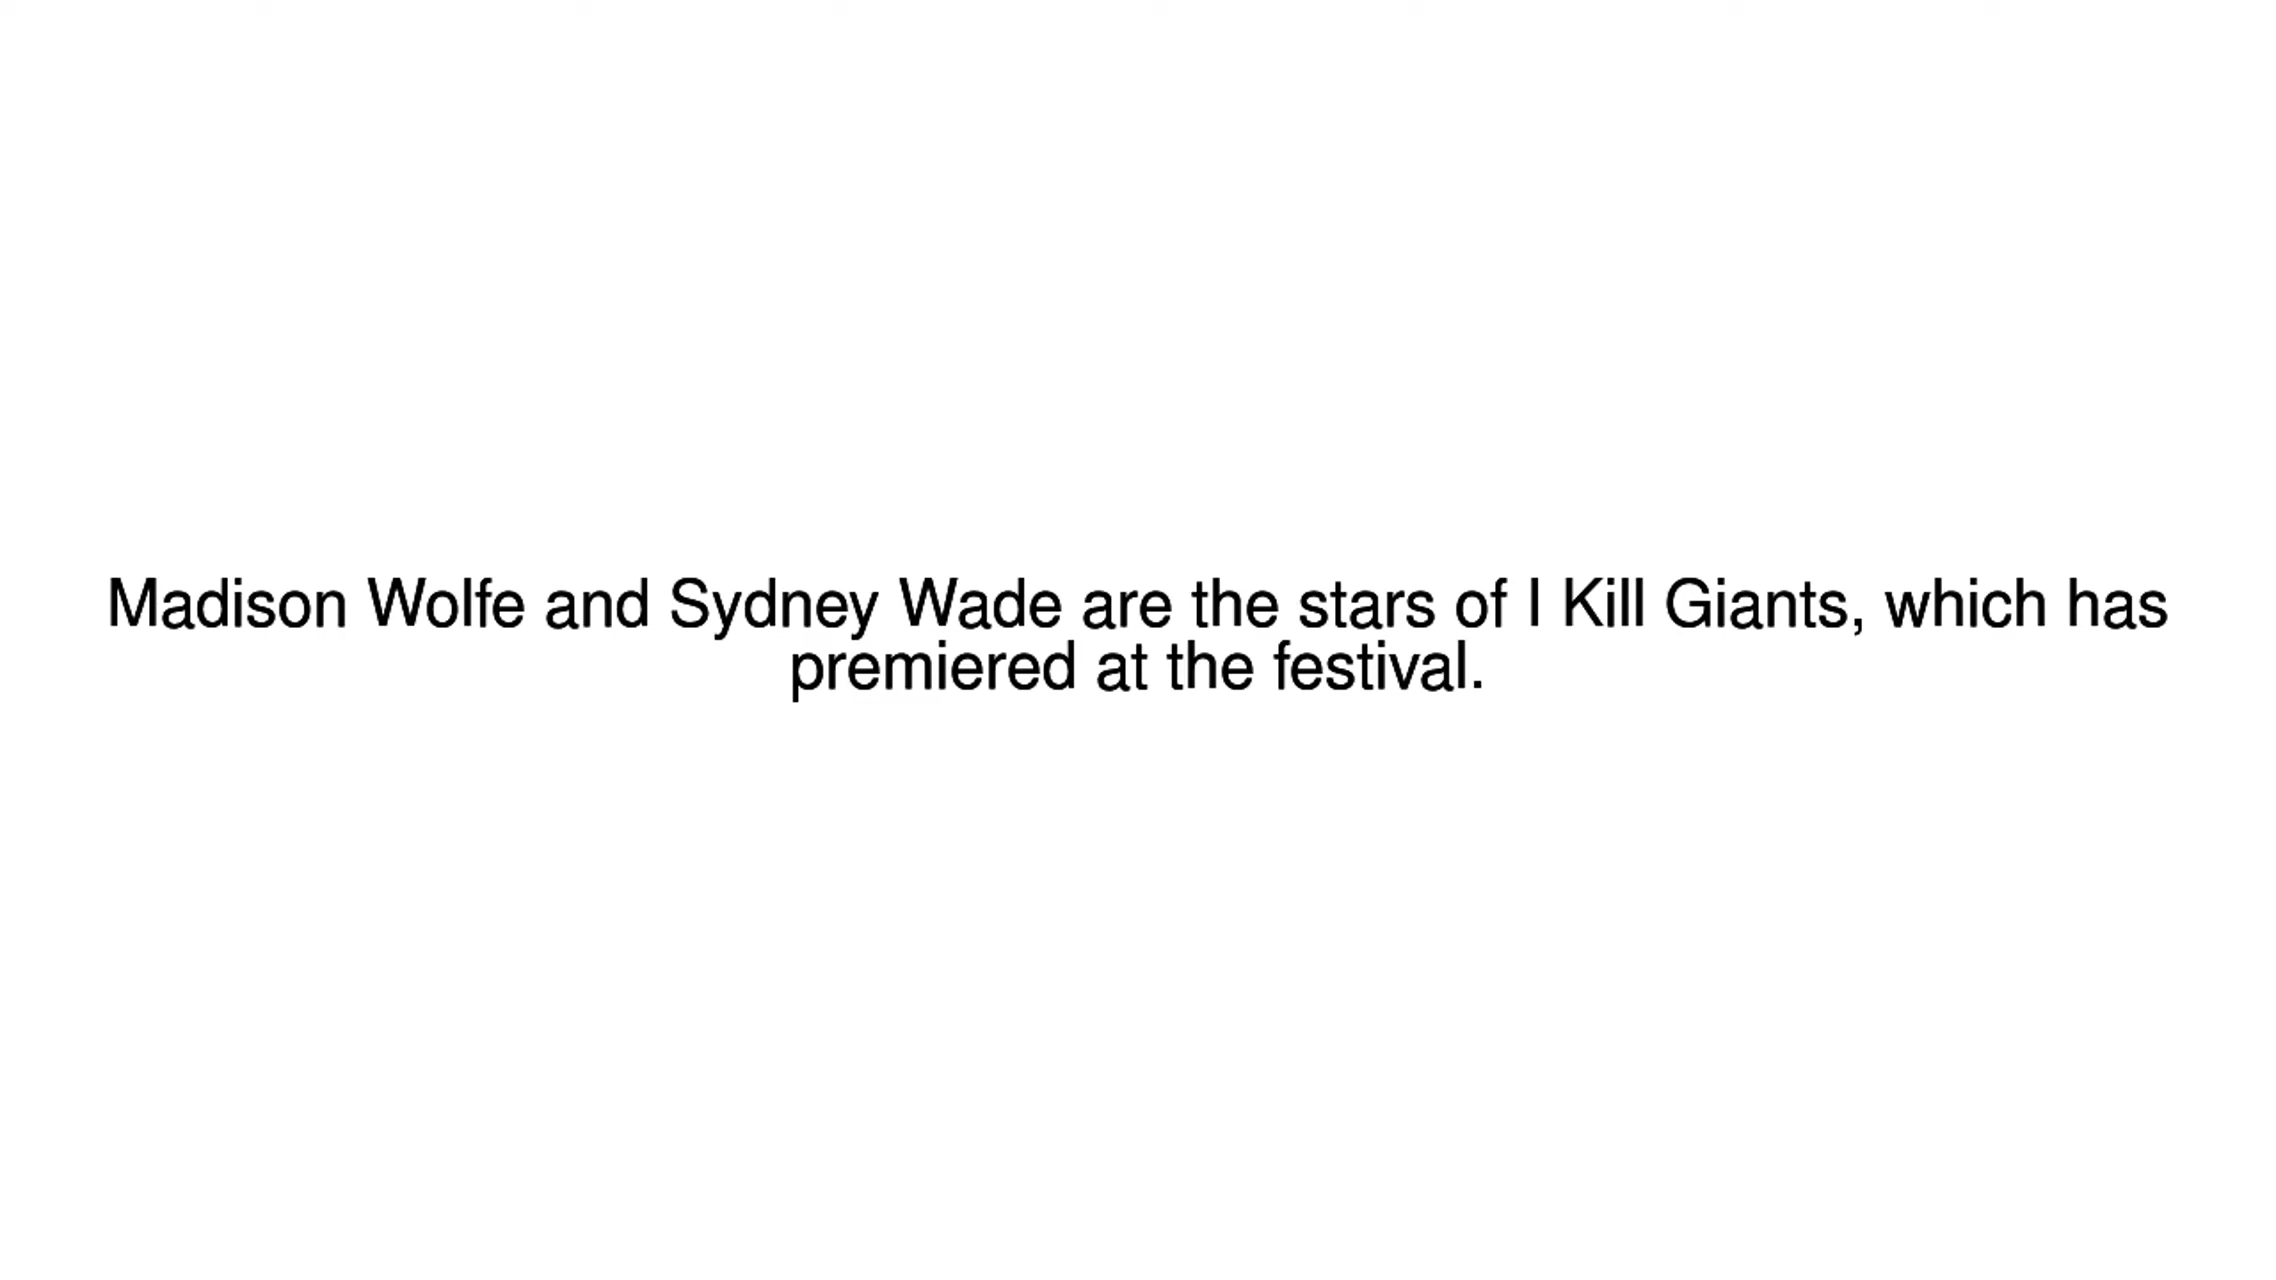 Madison Wolfe and Sydney Wade are the stars of I Kill Giants, which has
premiered at the festival.